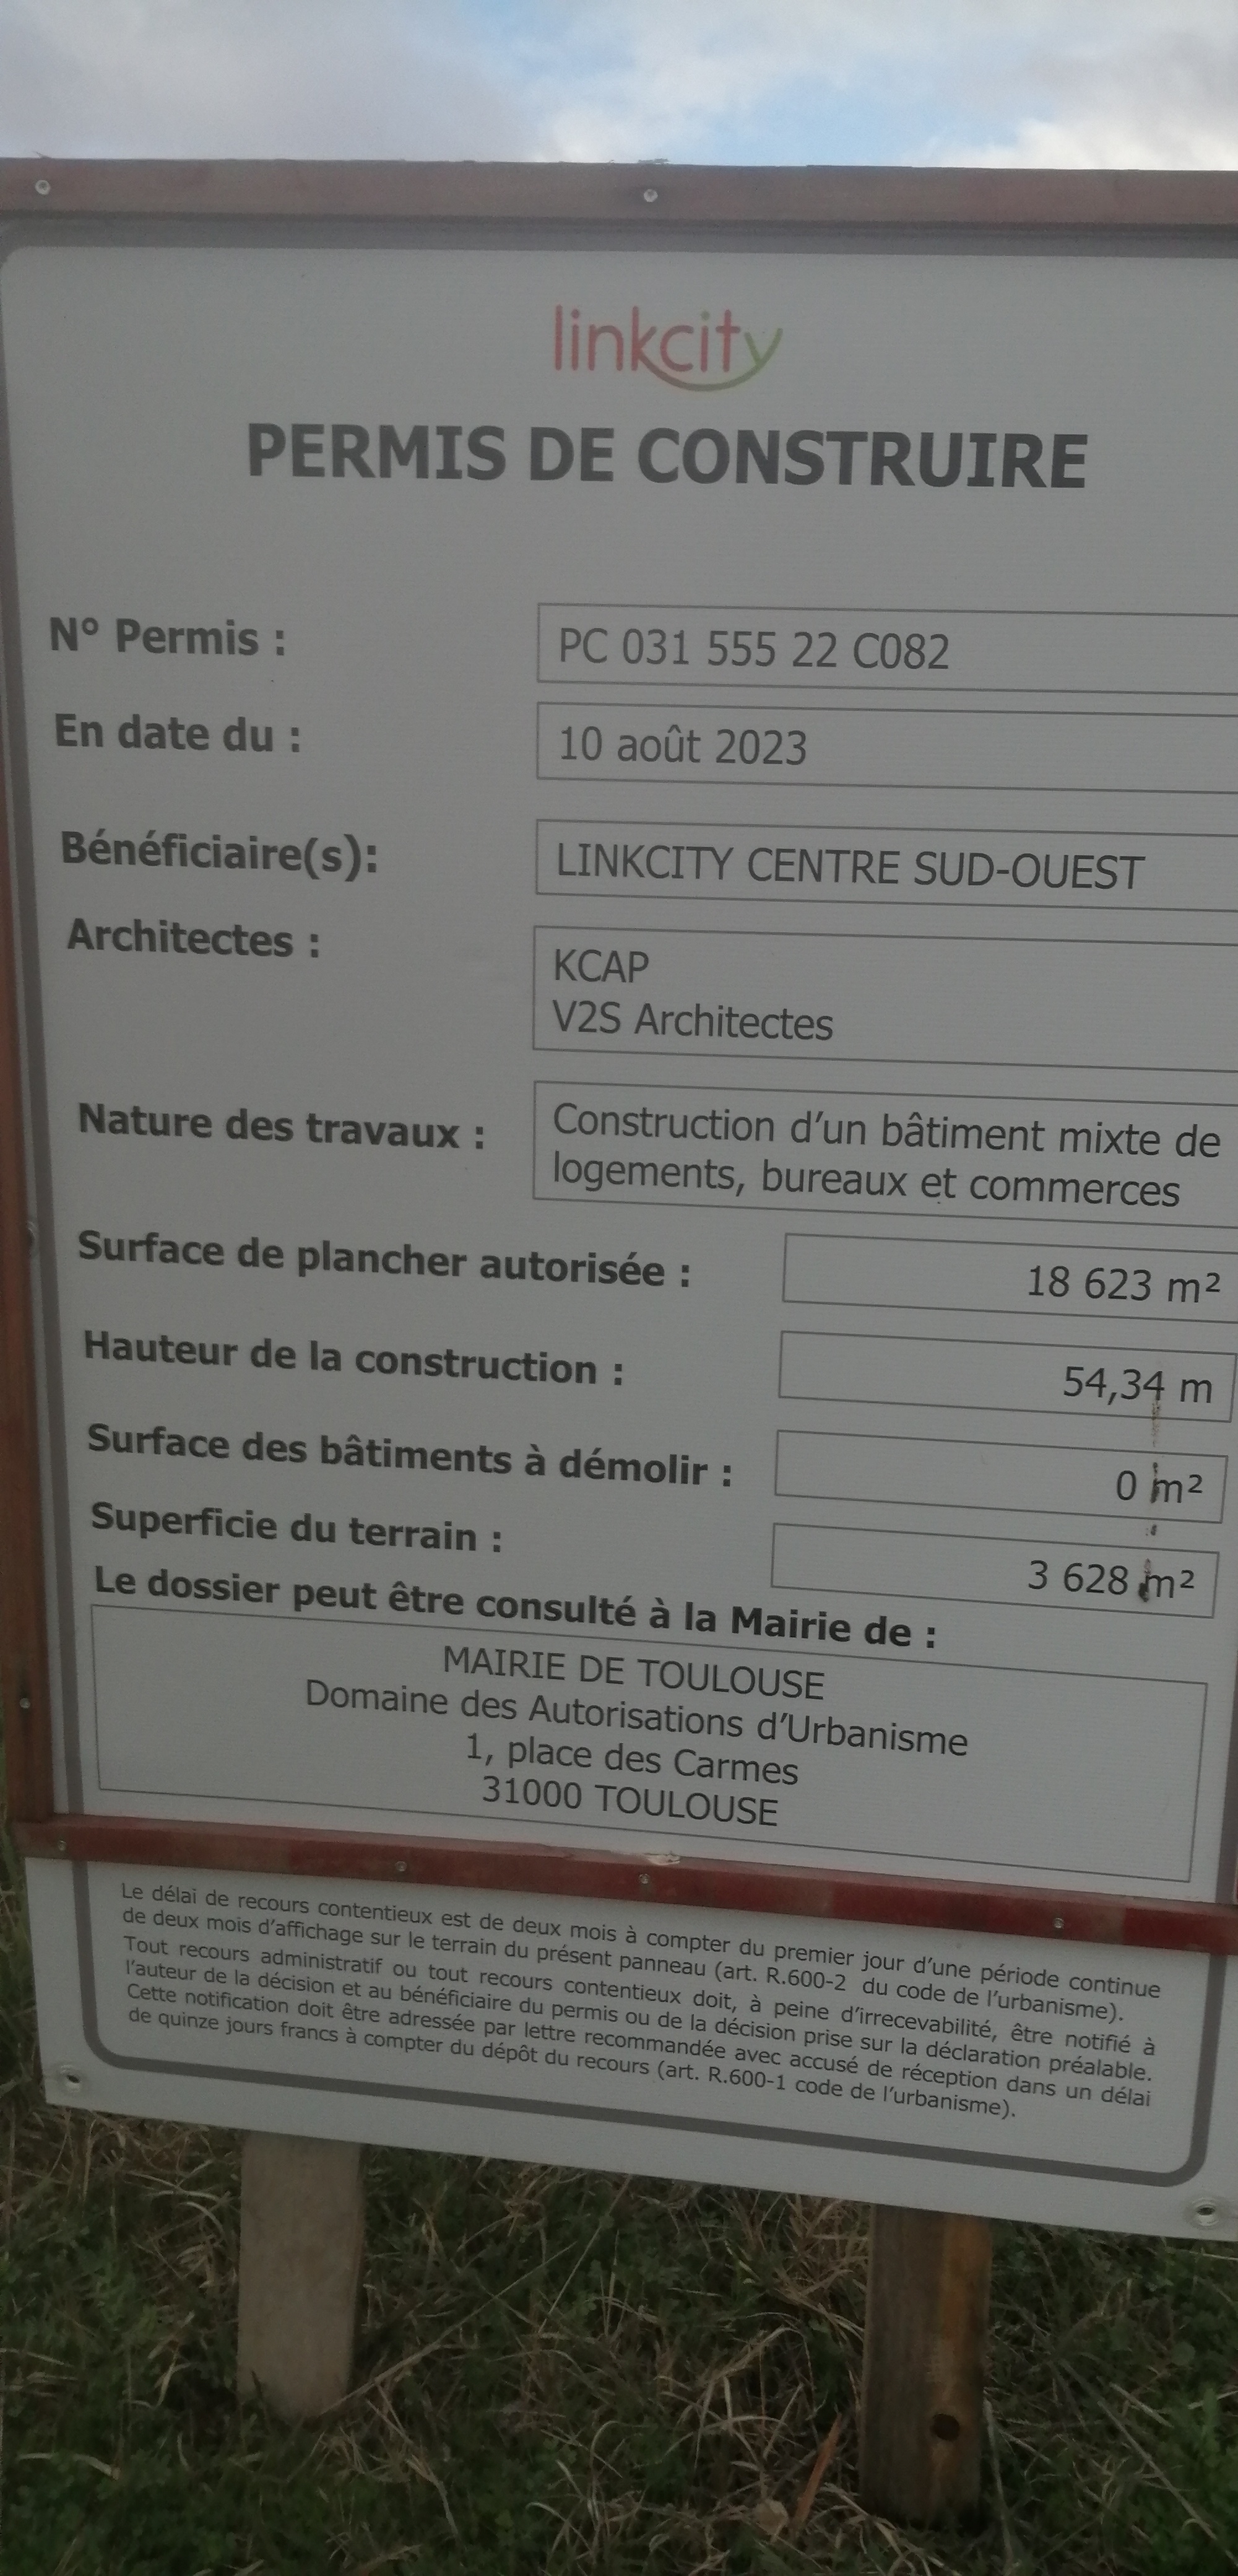 linkcity
PERMIS DE CONSTRUIRE
N° Permis : PC 031 555 22 C082
En date du : 10 août 2023
Bénéficiaire(s): LINKCITY CENTRE SUD-OUEST
Architectes : KCAP
V2S Architectes
Nature des travaux : Construction d'un bâtiment mixte de
logements, bureaux et commerces
Surface de plancher autorisée : 18 623 m²
Hauteur de la construction : 54,34 m
Surface des bâtiments à démolir : 0 m²
Superficie du terrain : 3 628 m²
Le dossier peut être consulté à la Mairie de :
MAIRIE DE TOULOUSE
Domaine des Autorisations d'Urbanisme
1, place des Carmes
31000 TOULOUSE
Le délai de recours contentieux est de deux mois à compter du premier jour d'une période continue
de deux mois d'affichage sur le terrain du présent panneau (art. R.600-2 du code de l'urbanisme).
Tout recours administratif ou tout recours contentieux doit, à peine d'irrecevabilité, être notifié à
l'auteur de la décision et au bénéficiaire du permis ou de la décision prise sur la déclaration préalable.
Cette notification doit être adressée par lettre recommandée avec accusé de réception dans un délai
de quinze jours francs à compter du dépôt du recours (art. R.600-1 code de l'urbanisme).